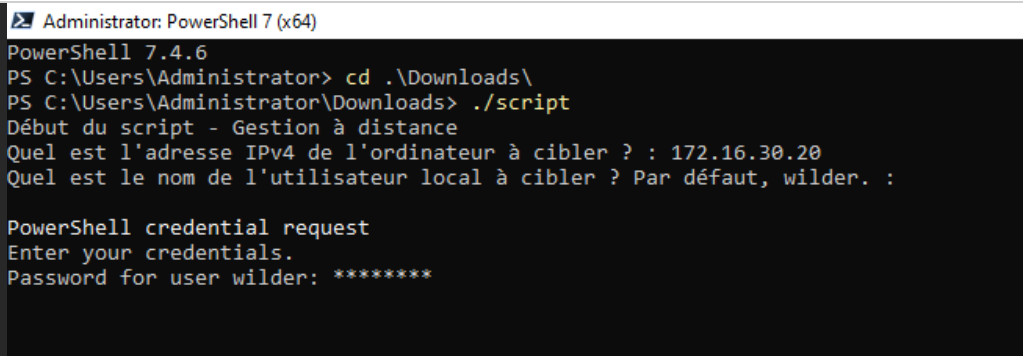 Administrator: PowerShell 7 (x64)
PowerShell 7.4.6
PS C:\Users\Administrator> cd .\Downloads\
PS C:\Users\Administrator\Downloads> ./script
Début du script - Gestion à distance
Quel est l'adresse IPv4 de l'ordinateur à cibler ? : 172.16.30.20
Quel est le nom de l'utilisateur local à cibler ? Par défaut, wilder. :
PowerShell credential request
Enter your credentials.
Password for user wilder: ********